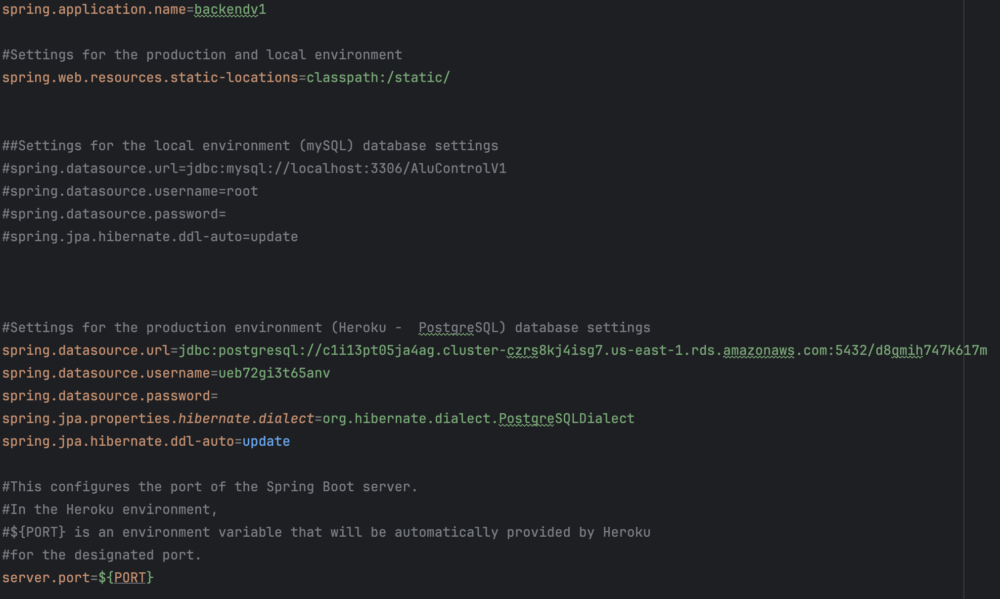 spring.application.name=backendv1
#Settings for the production and local environment
spring.web.resources.static-locations=classpath:/static/
##Settings for the local environment (mySQL) database settings
#spring.datasource.url=jdbc:mysql://localhost:3306/AluControlV1
#spring.datasource.username=root
#spring.datasource.password=
#spring.jpa.hibernate.ddl-auto=update
#Settings for the production environment (Heroku -  PostgreSQL) database settings
spring.datasource.url=jdbc:postgresql://c1i13pt05ja4ag.cluster-czrs8kj4isg7.us-east-1.rds.amazonaws.com:5432/d8qmih747k617m
spring.datasource.username=ueb72gi3t65anv
spring.datasource.password=
spring.jpa.properties.hibernate.dialect=org.hibernate.dialect.PostgreSQLDialect
spring.jpa.hibernate.ddl-auto=update
#This configures the port of the Spring Boot server.
#In the Heroku environment,
#${PORT} is an environment variable that will be automatically provided by Heroku
#for the designated port.
server.port=${PORT}